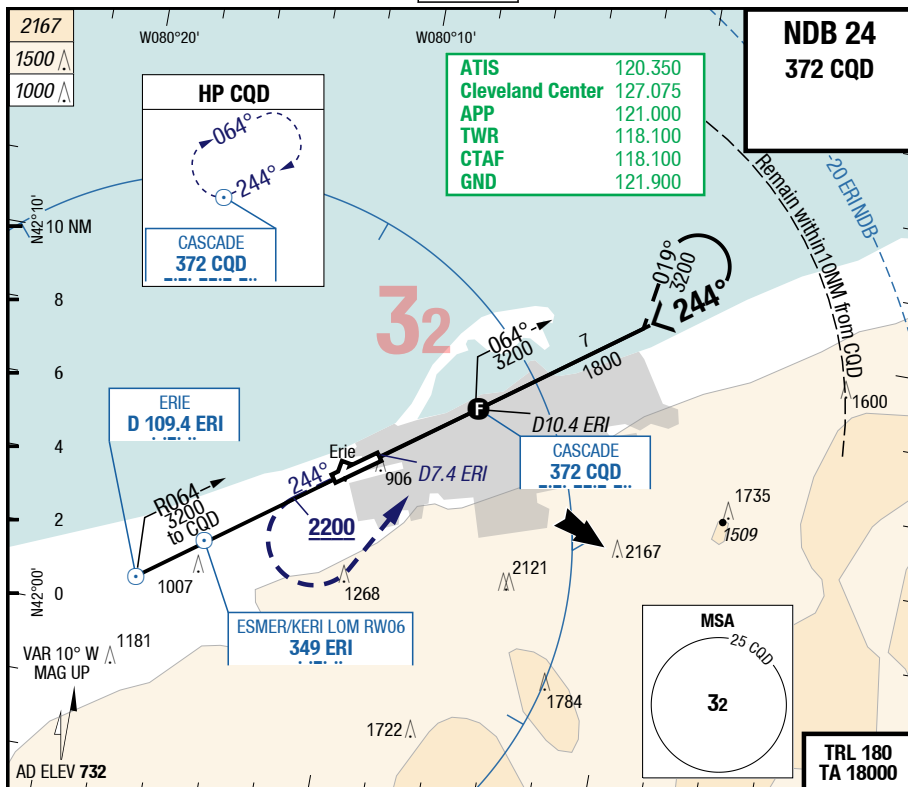 2167
1500
1000
W080°20'
W080°10'
NDB 24
372 CQD
HP CQD
064°
244°
CASCADE
372 CQD
ATIS 120.350
Cleveland Center 127.075
APP 121.000
TWR 118.100
CTAF 118.100
GND 121.900
Remain within 10NM from CQD
20 ERI NDB
N42°10'
10 NM
8
6
4
2
0
N42°00'
32
019°
3200
244°
064°
3200
7
1800
F
D10.4 ERI
CASCADE
372 CQD
ERIE
D 109.4 ERI
Erie
906
D7.4 ERI
244°
2200
R064
3200
to CQD
1600
1735
1509
2167
2121
1268
1007
ESMER/KERI LOM RW06
349 ERI
1181
VAR 10° W
MAG UP
1784
1722
AD ELEV 732
MSA
25 CQD
32
TRL 180
TA 18000